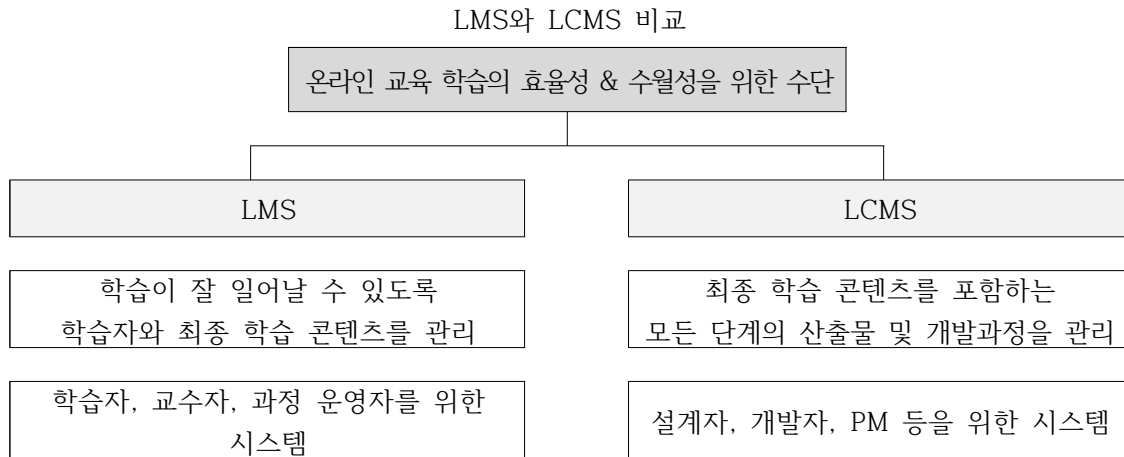 LMS와 LCMS 비교
온라인 교육 학습의 효율성 & 수월성을 위한 수단
LMS
LCMS
학습이 잘 일어날 수 있도록
학습자와 최종 학습 콘텐츠를 관리
최종 학습 콘텐츠를 포함하는
모든 단계의 산출물 및 개발과정을 관리
학습자, 교수자, 과정 운영자를 위한
시스템
설계자, 개발자, PM 등을 위한 시스템